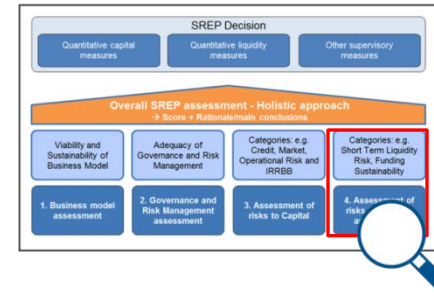 SREP Decision
Quantitative capital
measures
Quantitative liquidity
measures
Other supervisory
measures
Overall SREP assessment - Holistic approach
→ Score + Rationale/main conclusions
Viability and
Sustainability of
Business Model
Adequacy of
Governance and Risk
Management
Categories: e.g.
Credit, Market,
Operational Risk and
IRRBB
Categories: e.g.
Short Term Liquidity
Risk, Funding
Sustainability
1. Business model
assessment
2. Governance and
Risk Management
assessment
3. Assessment of
risks to Capital
4. Assessment of
risks